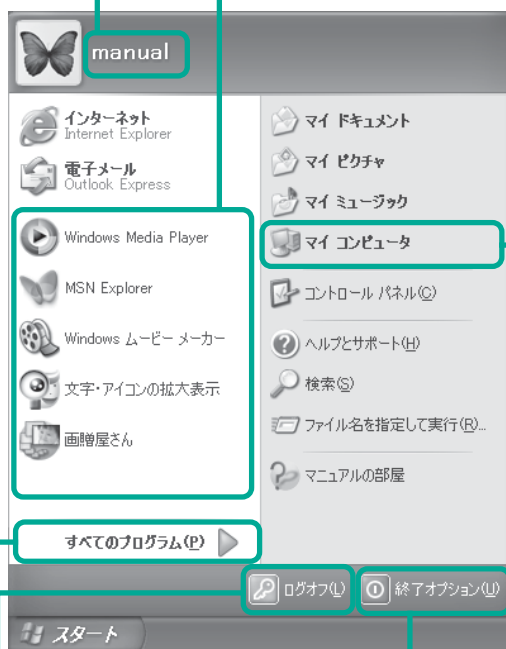 manual
インターネット
Internet Explorer
電子メール
Outlook Express
Windows Media Player
MSN Explorer
Windows ムービー メーカー
文字・アイコンの拡大表示
画贈屋さん
すべてのプログラム(P)
マイ ドキュメント
マイ ピクチャ
マイ ミュージック
マイ コンピュータ
コントロール パネル(C)
ヘルプとサポート(H)
検索(S)
ファイル名を指定して実行(R)...
マニュアルの部屋
ログオフ(L)
終了オプション(U)
スタート